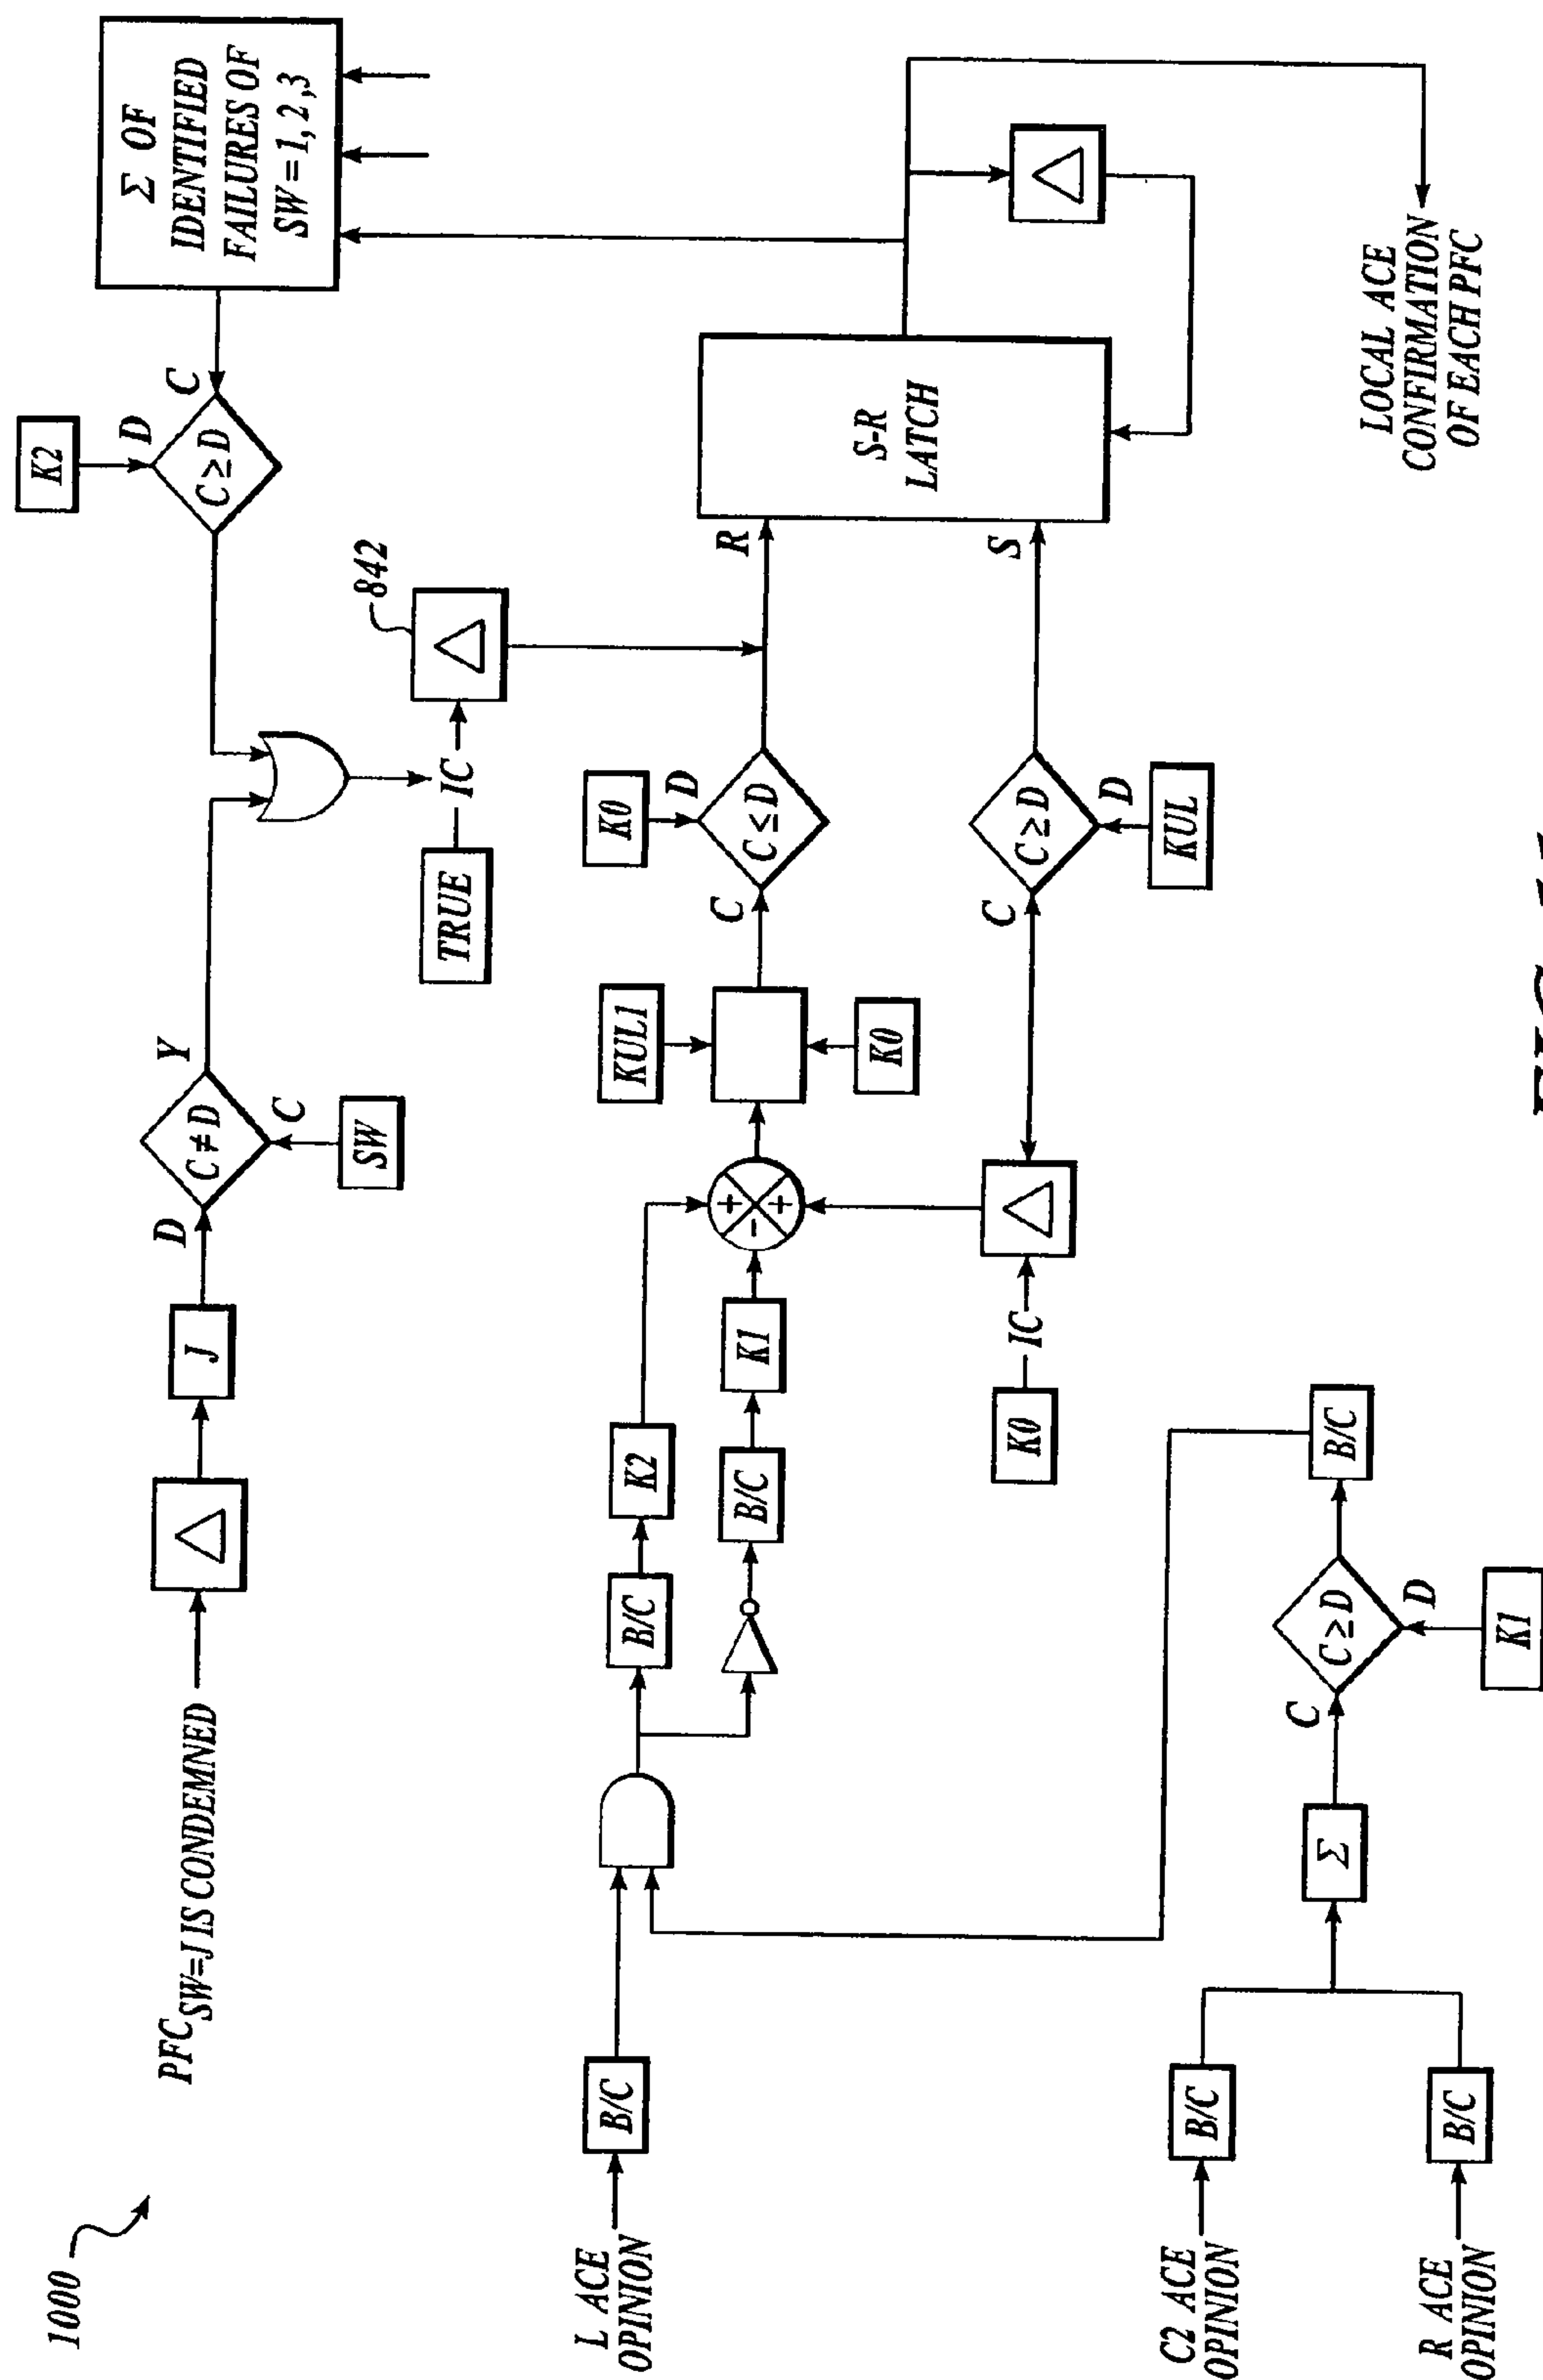 1000
PFC SW=J IS CONDEMNED
△
J
D
C≠D
Y
C
SW
K2
D
C≥D
C
Σ OF
IDENTIFIED
FAILURES OF
SW=1, 2, 3
TRUE
IC
△
842
L ACE
OPINION
B/C
B/C
K2
B/C
K1
+
-
+
KUL1
K0
C
K0
D
C≤D
R
S-R
LATCH
△
K0
IC
△
C
C≥D
D
KUL
S
C2 ACE
OPINION
B/C
R ACE
OPINION
B/C
Σ
C
C≥D
D
K1
B/C
LOCAL ACE
CONFIRMATION
OF EACH PFC